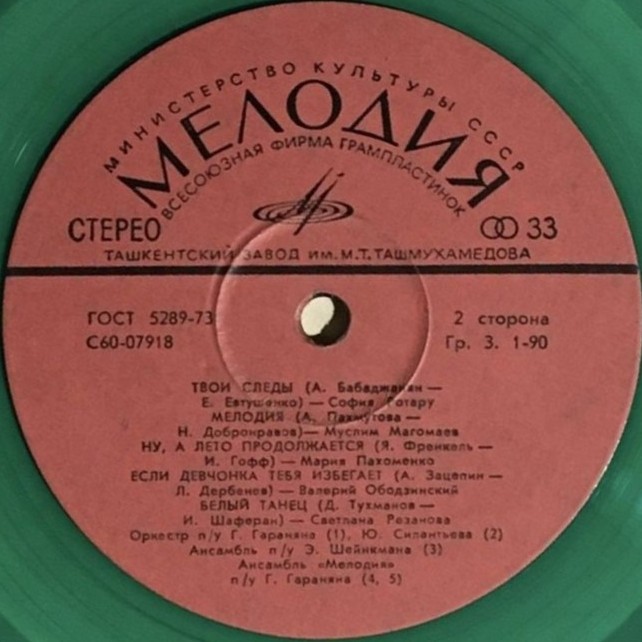 МИНИСТЕРСТВО КУЛЬТУРЫ СССР
МЕЛОДИЯ
ВСЕСОЮЗНАЯ ФИРМА ГРАМПЛАСТИНОК
СТЕРЕО 33
ТАШКЕНТСКИЙ ЗАВОД ИМ. М.Т. ТАШМУХАМЕДОВА
ГОСТ 5289-73 2 сторона
С60-07918 Гр. 3. 1-90
ТВОИ СЛЕДЫ (А. Бабаджанян —
Е. Евтушенко) — София Ротару
МЕЛОДИЯ (А. Пахмутова —
Н. Добронравов) — Муслим Магомаев
НУ, А ЛЕТО ПРОДОЛЖАЕТСЯ (Я. Френкель —
И. Гофф) — Мария Пахоменко
ЕСЛИ ДЕВЧОНКА ТЕБЯ ИЗБЕГАЕТ (А. Зацепин —
Л. Дербенев) — Валерий Ободзинский
БЕЛЫЙ ТАНЕЦ (Д. Тухманов —
И. Шаферан) — Светлана Резанова
Оркестр п/у Г. Гараняна (1), Ю. Силантьева (2)
Ансамбль п/у Э. Шейнкмана (3)
Ансамбль «Мелодия»
п/у Г. Гараняна (4, 5)